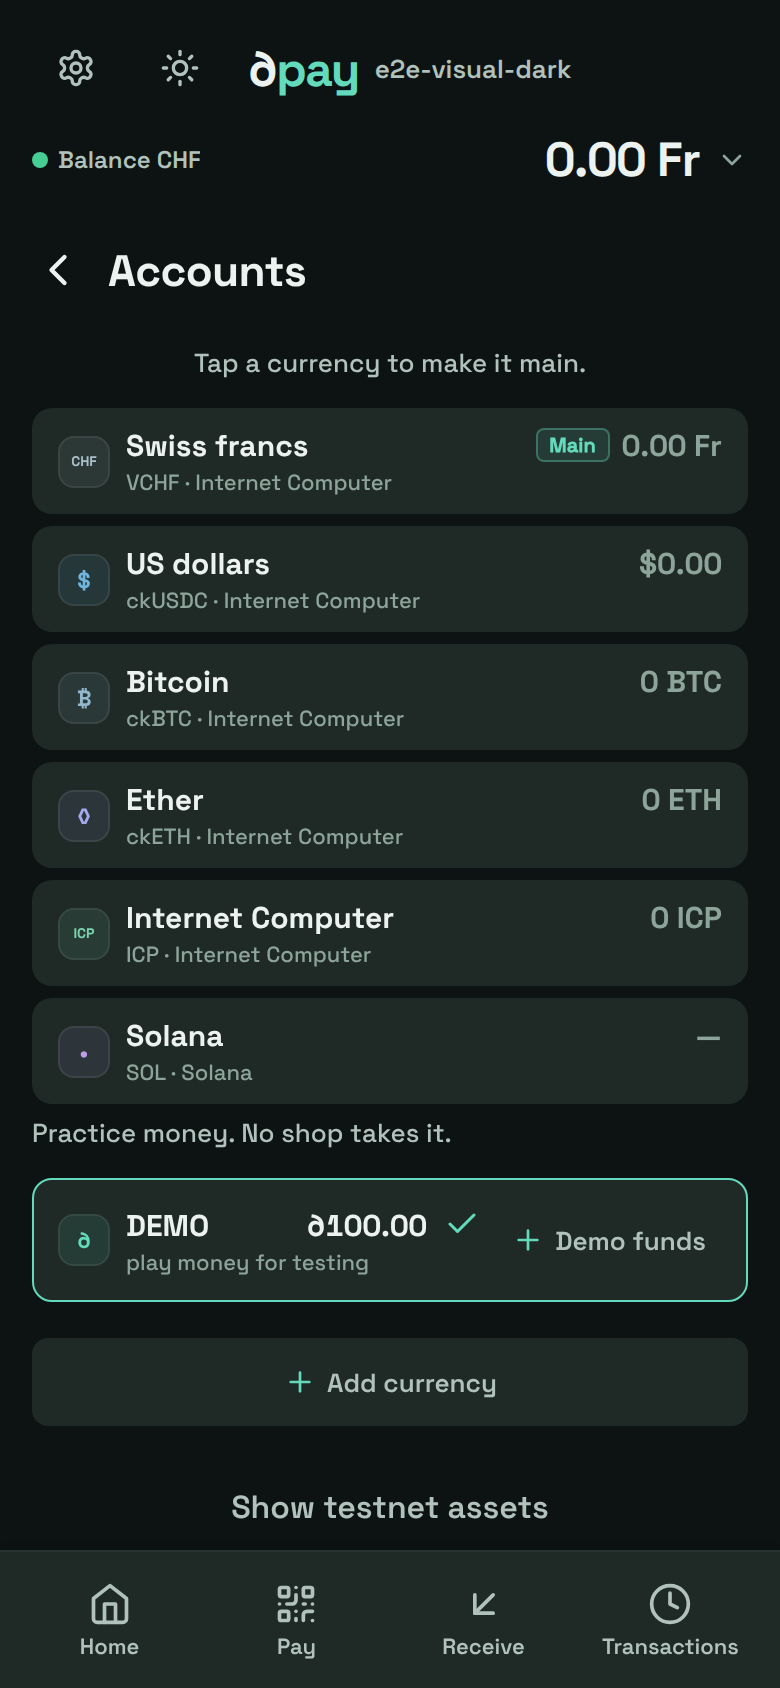 ∂pay e2e-visual-dark
Balance CHF 0.00 Fr
Accounts
Tap a currency to make it main.
CHF Swiss francs Main 0.00 Fr
VCHF · Internet Computer
$ US dollars $0.00
ckUSDC · Internet Computer
₿ Bitcoin 0 BTC
ckBTC · Internet Computer
Ether 0 ETH
ckETH · Internet Computer
ICP Internet Computer 0 ICP
ICP · Internet Computer
Solana —
SOL · Solana
Practice money. No shop takes it.
∂ DEMO ∂100.00 + Demo funds
play money for testing
+ Add currency
Show testnet assets
Home Pay Receive Transactions